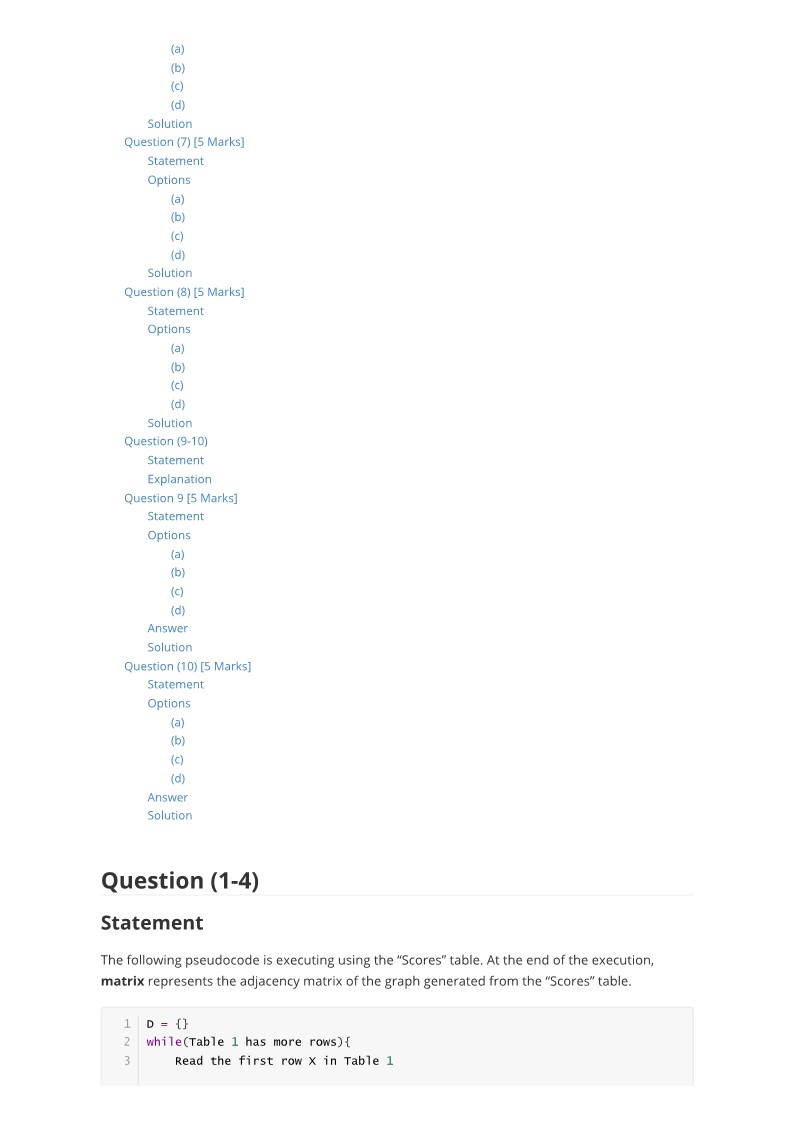 (a)
(b)
(c)
(d)
Solution
Question (7) [5 Marks]
Statement
Options
(a)
(b)
(c)
(d)
Solution
Question (8) [5 Marks]
Statement
Options
(a)
(b)
(c)
(d)
Solution
Question (9-10)
Statement
Explanation
Question 9 [5 Marks]
Statement
Options
(a)
(b)
(c)
(d)
Answer
Solution
Question (10) [5 Marks]
Statement
Options
(a)
(b)
(c)
(d)
Answer
Solution
Question (1-4)
Statement
The following pseudocode is executing using the “Scores” table. At the end of the execution,
matrix represents the adjacency matrix of the graph generated from the “Scores” table.
1 D = {}
2 while(Table 1 has more rows){
3 Read the first row X in Table 1